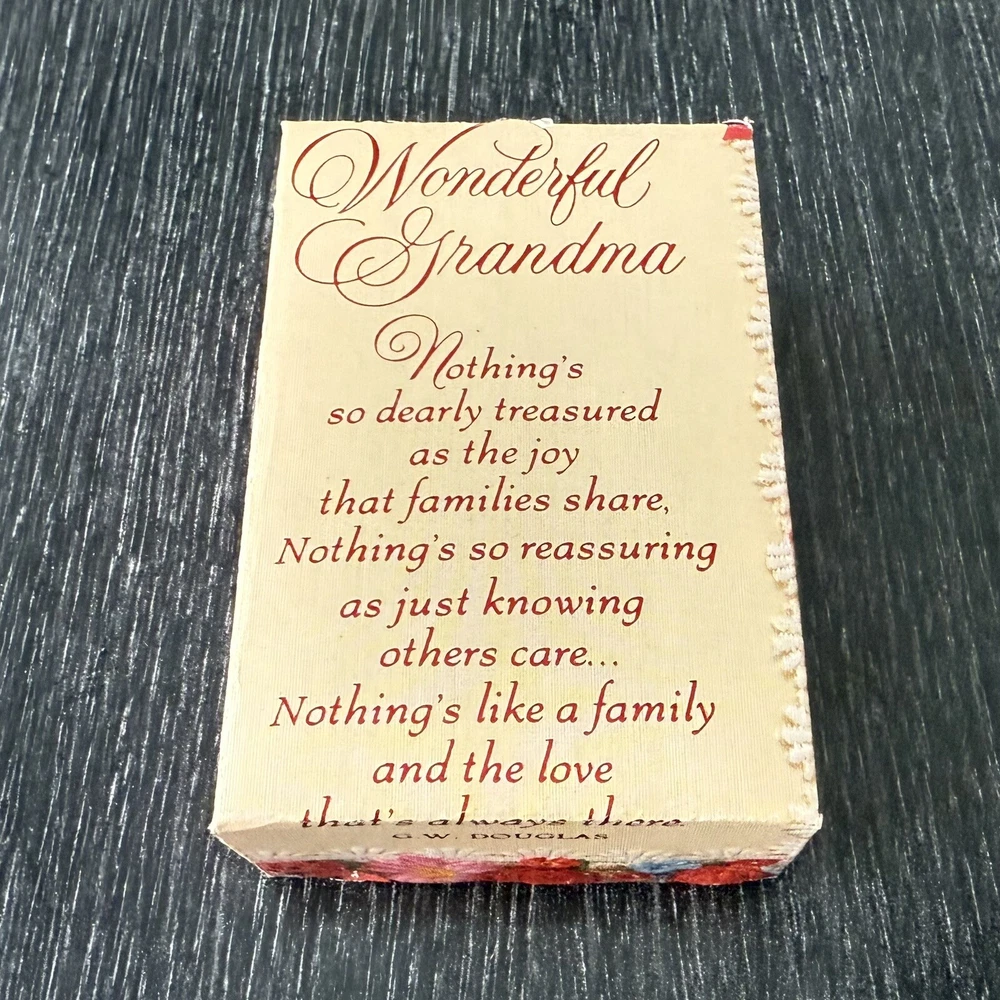 Wonderful
Grandma
Nothing's
so dearly treasured
as the joy
that families share,
Nothing's so reassuring
as just knowing
others care...
Nothing's like a family
and the love
that's always there.
G.W. DOUGLAS